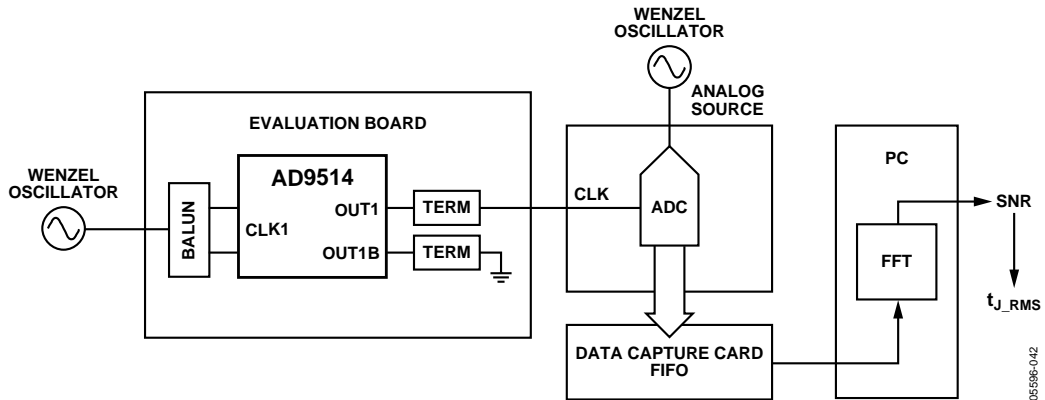 WENZEL
OSCILLATOR
EVALUATION BOARD
BALUN
AD9514
CLK1
OUT1
OUT1B
TERM
TERM
WENZEL
OSCILLATOR
ANALOG
SOURCE
CLK
ADC
DATA CAPTURE CARD
FIFO
PC
FFT
SNR
tJ_RMS
05596-042